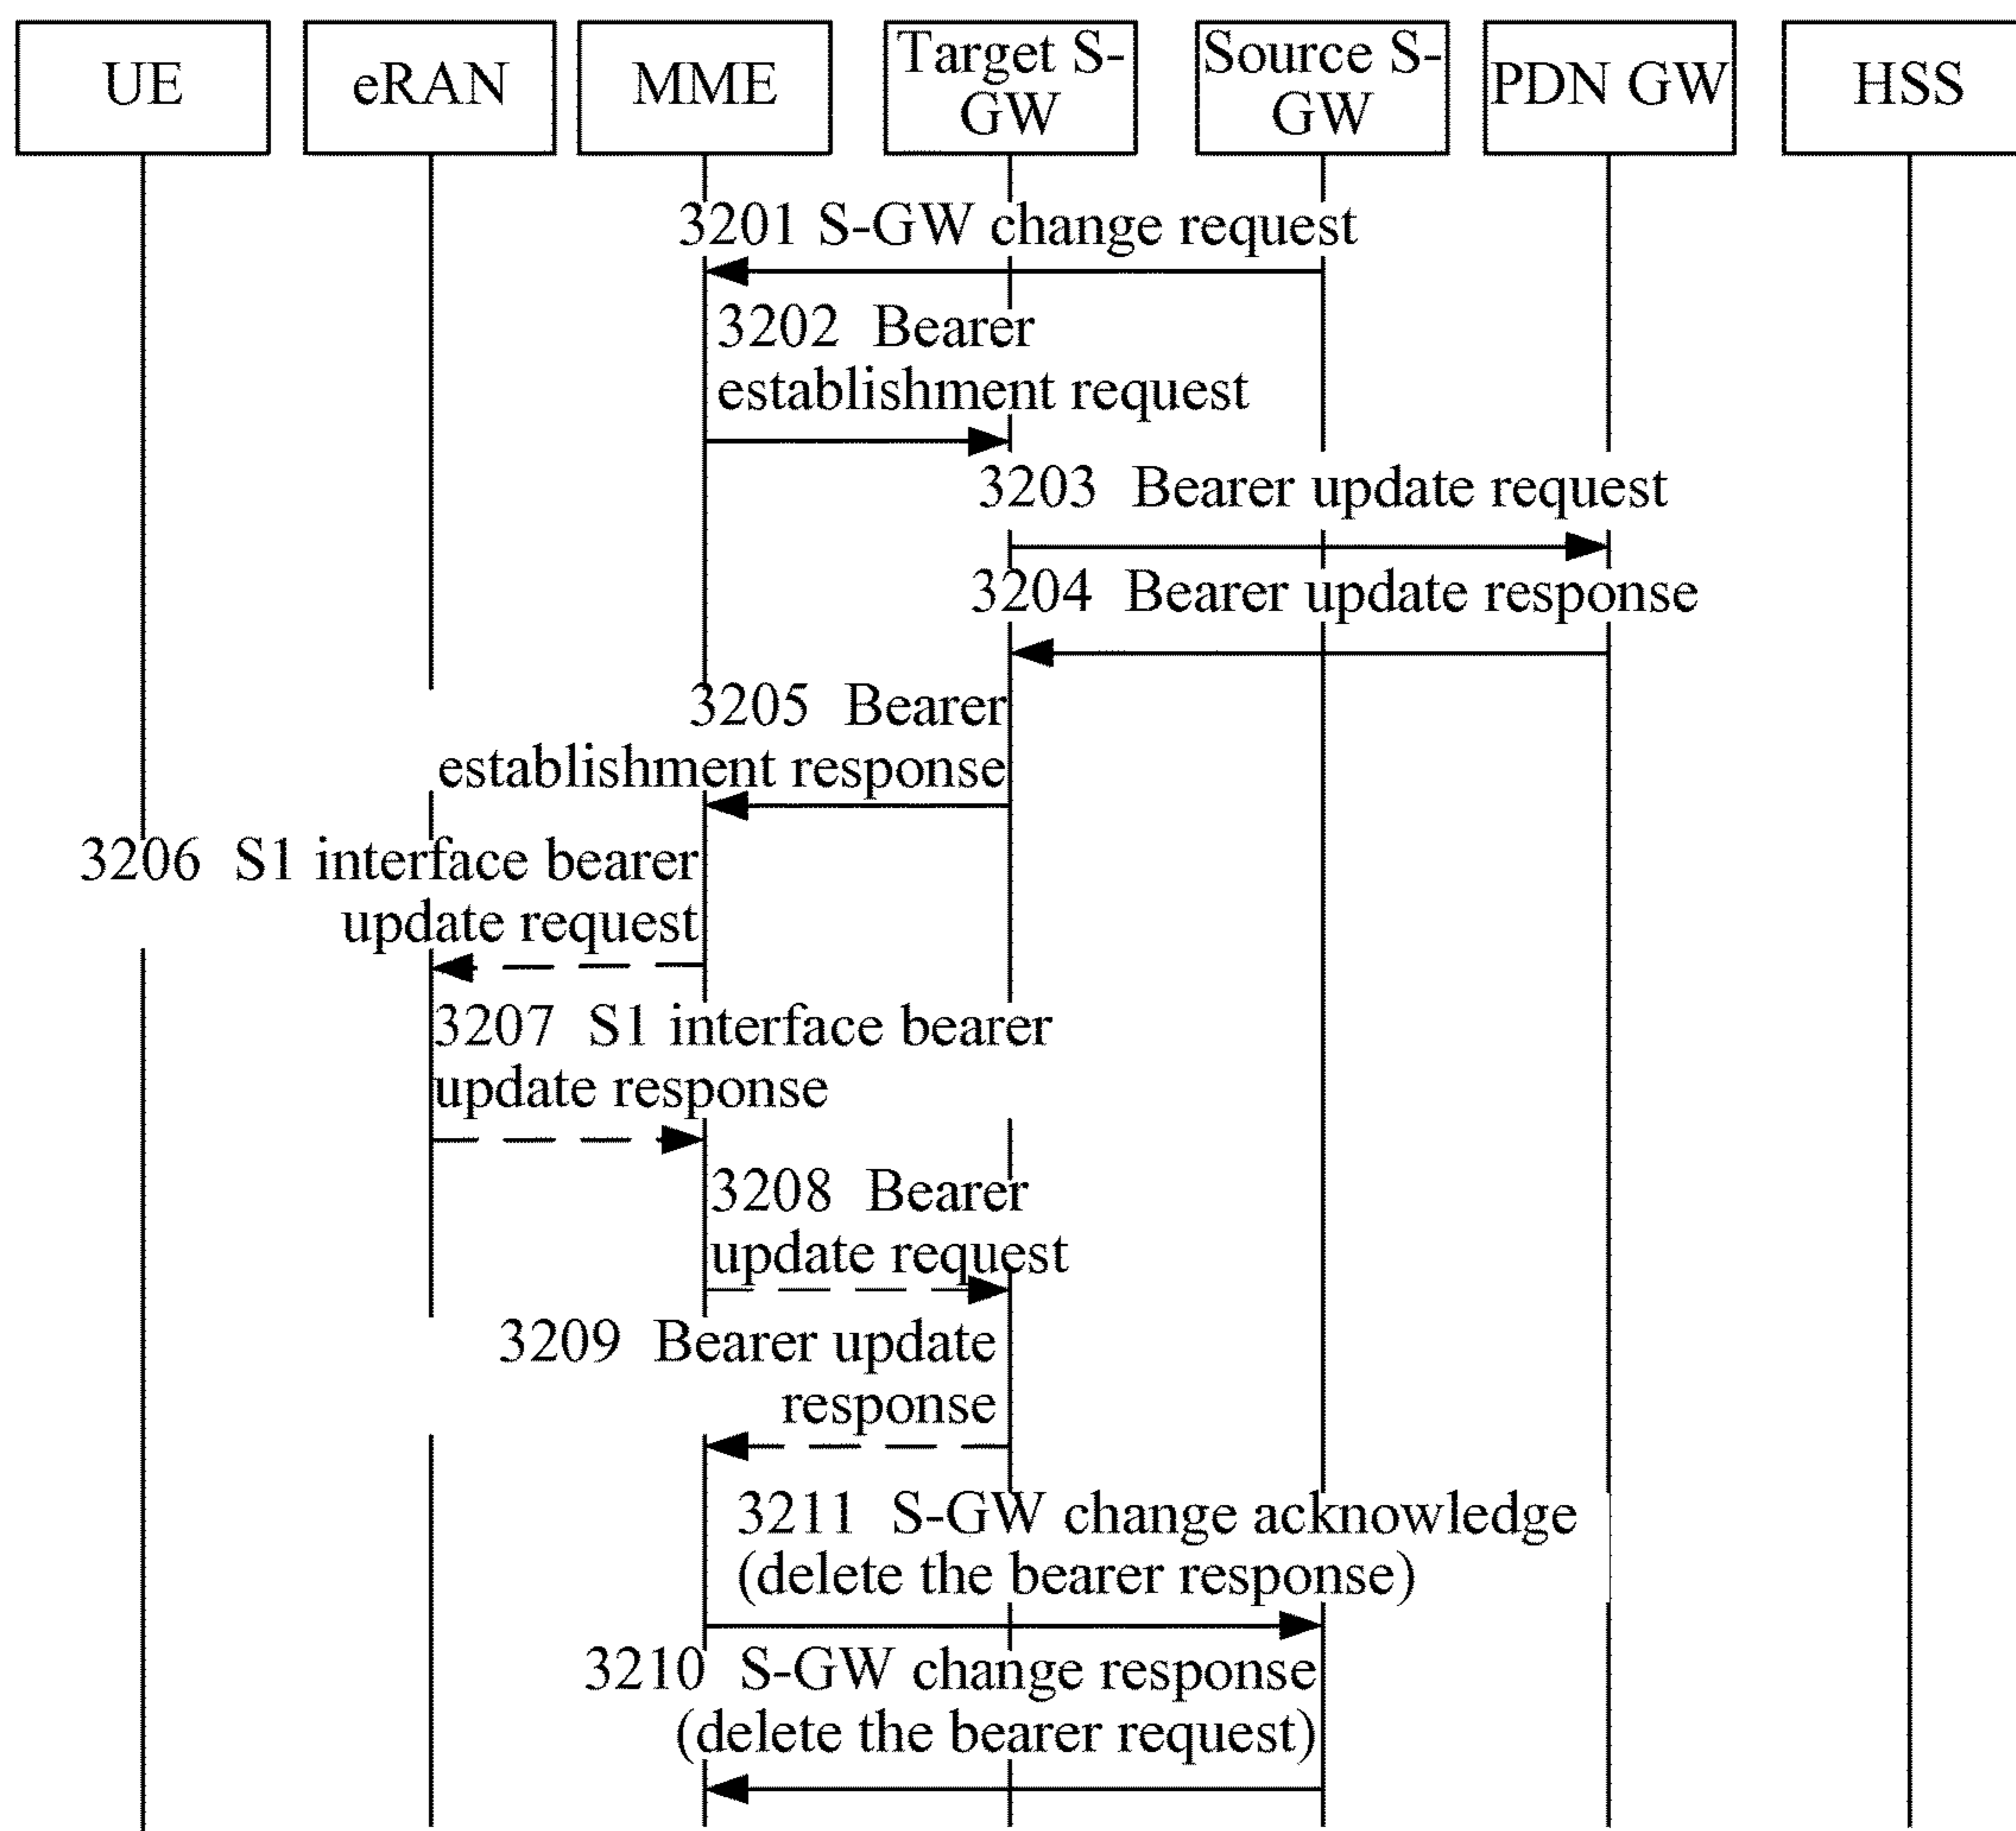 UE
eRAN
MME
Target S-
GW
Source S-
GW
PDN GW
HSS
3201 S-GW change request
3202 Bearer
establishment request
3203 Bearer update request
3204 Bearer update response
3205 Bearer
establishment response
3206 S1 interface bearer
update request
3207 S1 interface bearer
update response
3208 Bearer
update request
3209 Bearer update
response
3211 S-GW change acknowledge
(delete the bearer response)
3210 S-GW change response
(delete the bearer request)